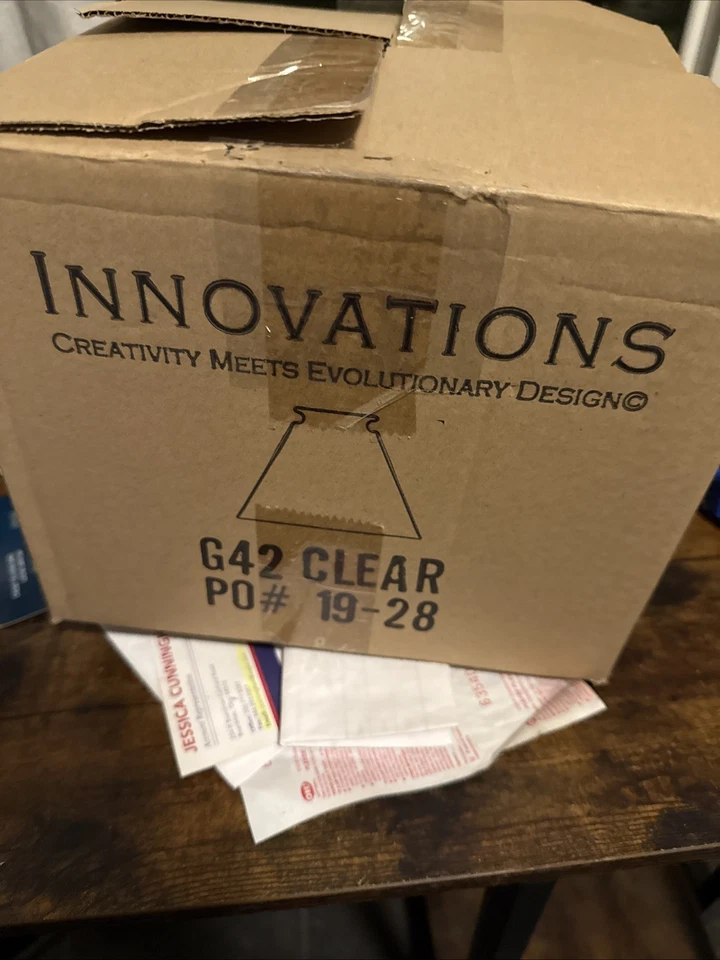 INNOVATIONS
CREATIVITY MEETS EVOLUTIONARY DESIGN©
G42 CLEAR
PO# 19-28
JESSICA CUNNING